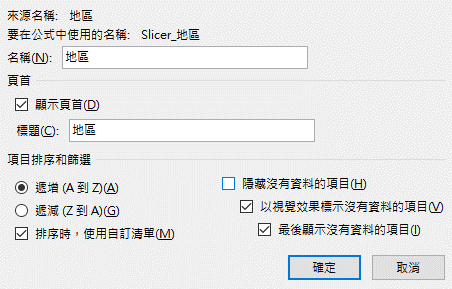 來源名稱: 地區
要在公式中使用的名稱: Slicer_地區
名稱(N): 地區
頁首
顯示頁首(D)
標題(C): 地區
項目排序和篩選
遞增 (A 到 Z)(A)
遞減 (Z 到 A)(G)
排序時，使用自訂清單(M)
隱藏沒有資料的項目(H)
以視覺效果標示沒有資料的項目(V)
最後顯示沒有資料的項目(I)
確定 取消